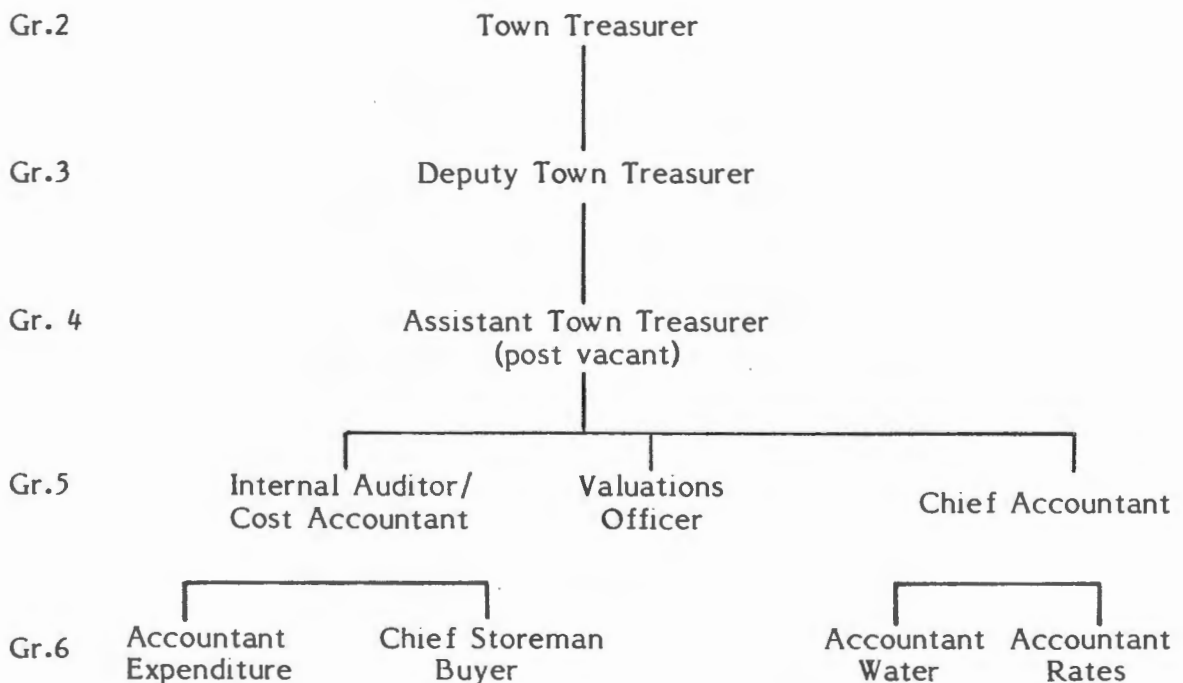 Gr.2 Town Treasurer
Gr.3 Deputy Town Treasurer
Gr. 4 Assistant Town Treasurer
(post vacant)
Gr.5 Internal Auditor/ Valuations Chief Accountant
Cost Accountant Officer
Gr.6 Accountant Chief Storeman Accountant Accountant
Expenditure Buyer Water Rates